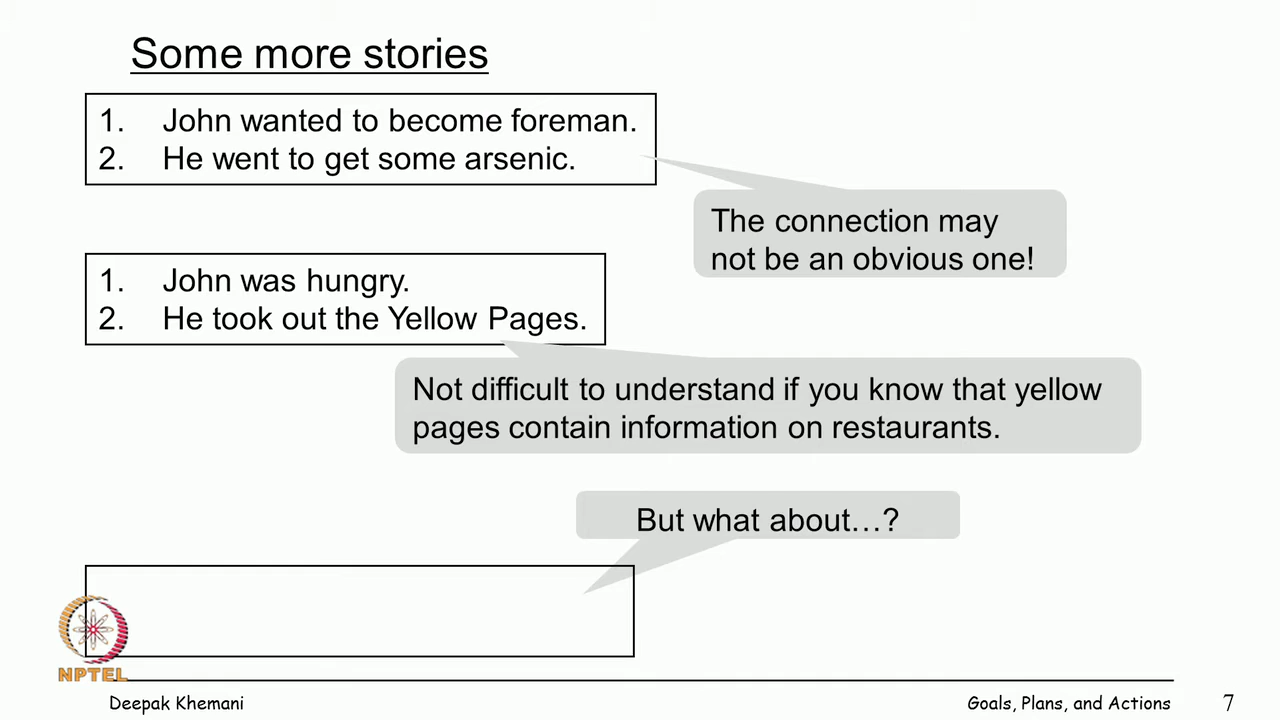 Some more stories
1. John wanted to become foreman.
2. He went to get some arsenic.
The connection may
not be an obvious one!
1. John was hungry.
2. He took out the Yellow Pages.
Not difficult to understand if you know that yellow
pages contain information on restaurants.
But what about…?
NPTEL
Deepak Khemani
Goals, Plans, and Actions
7